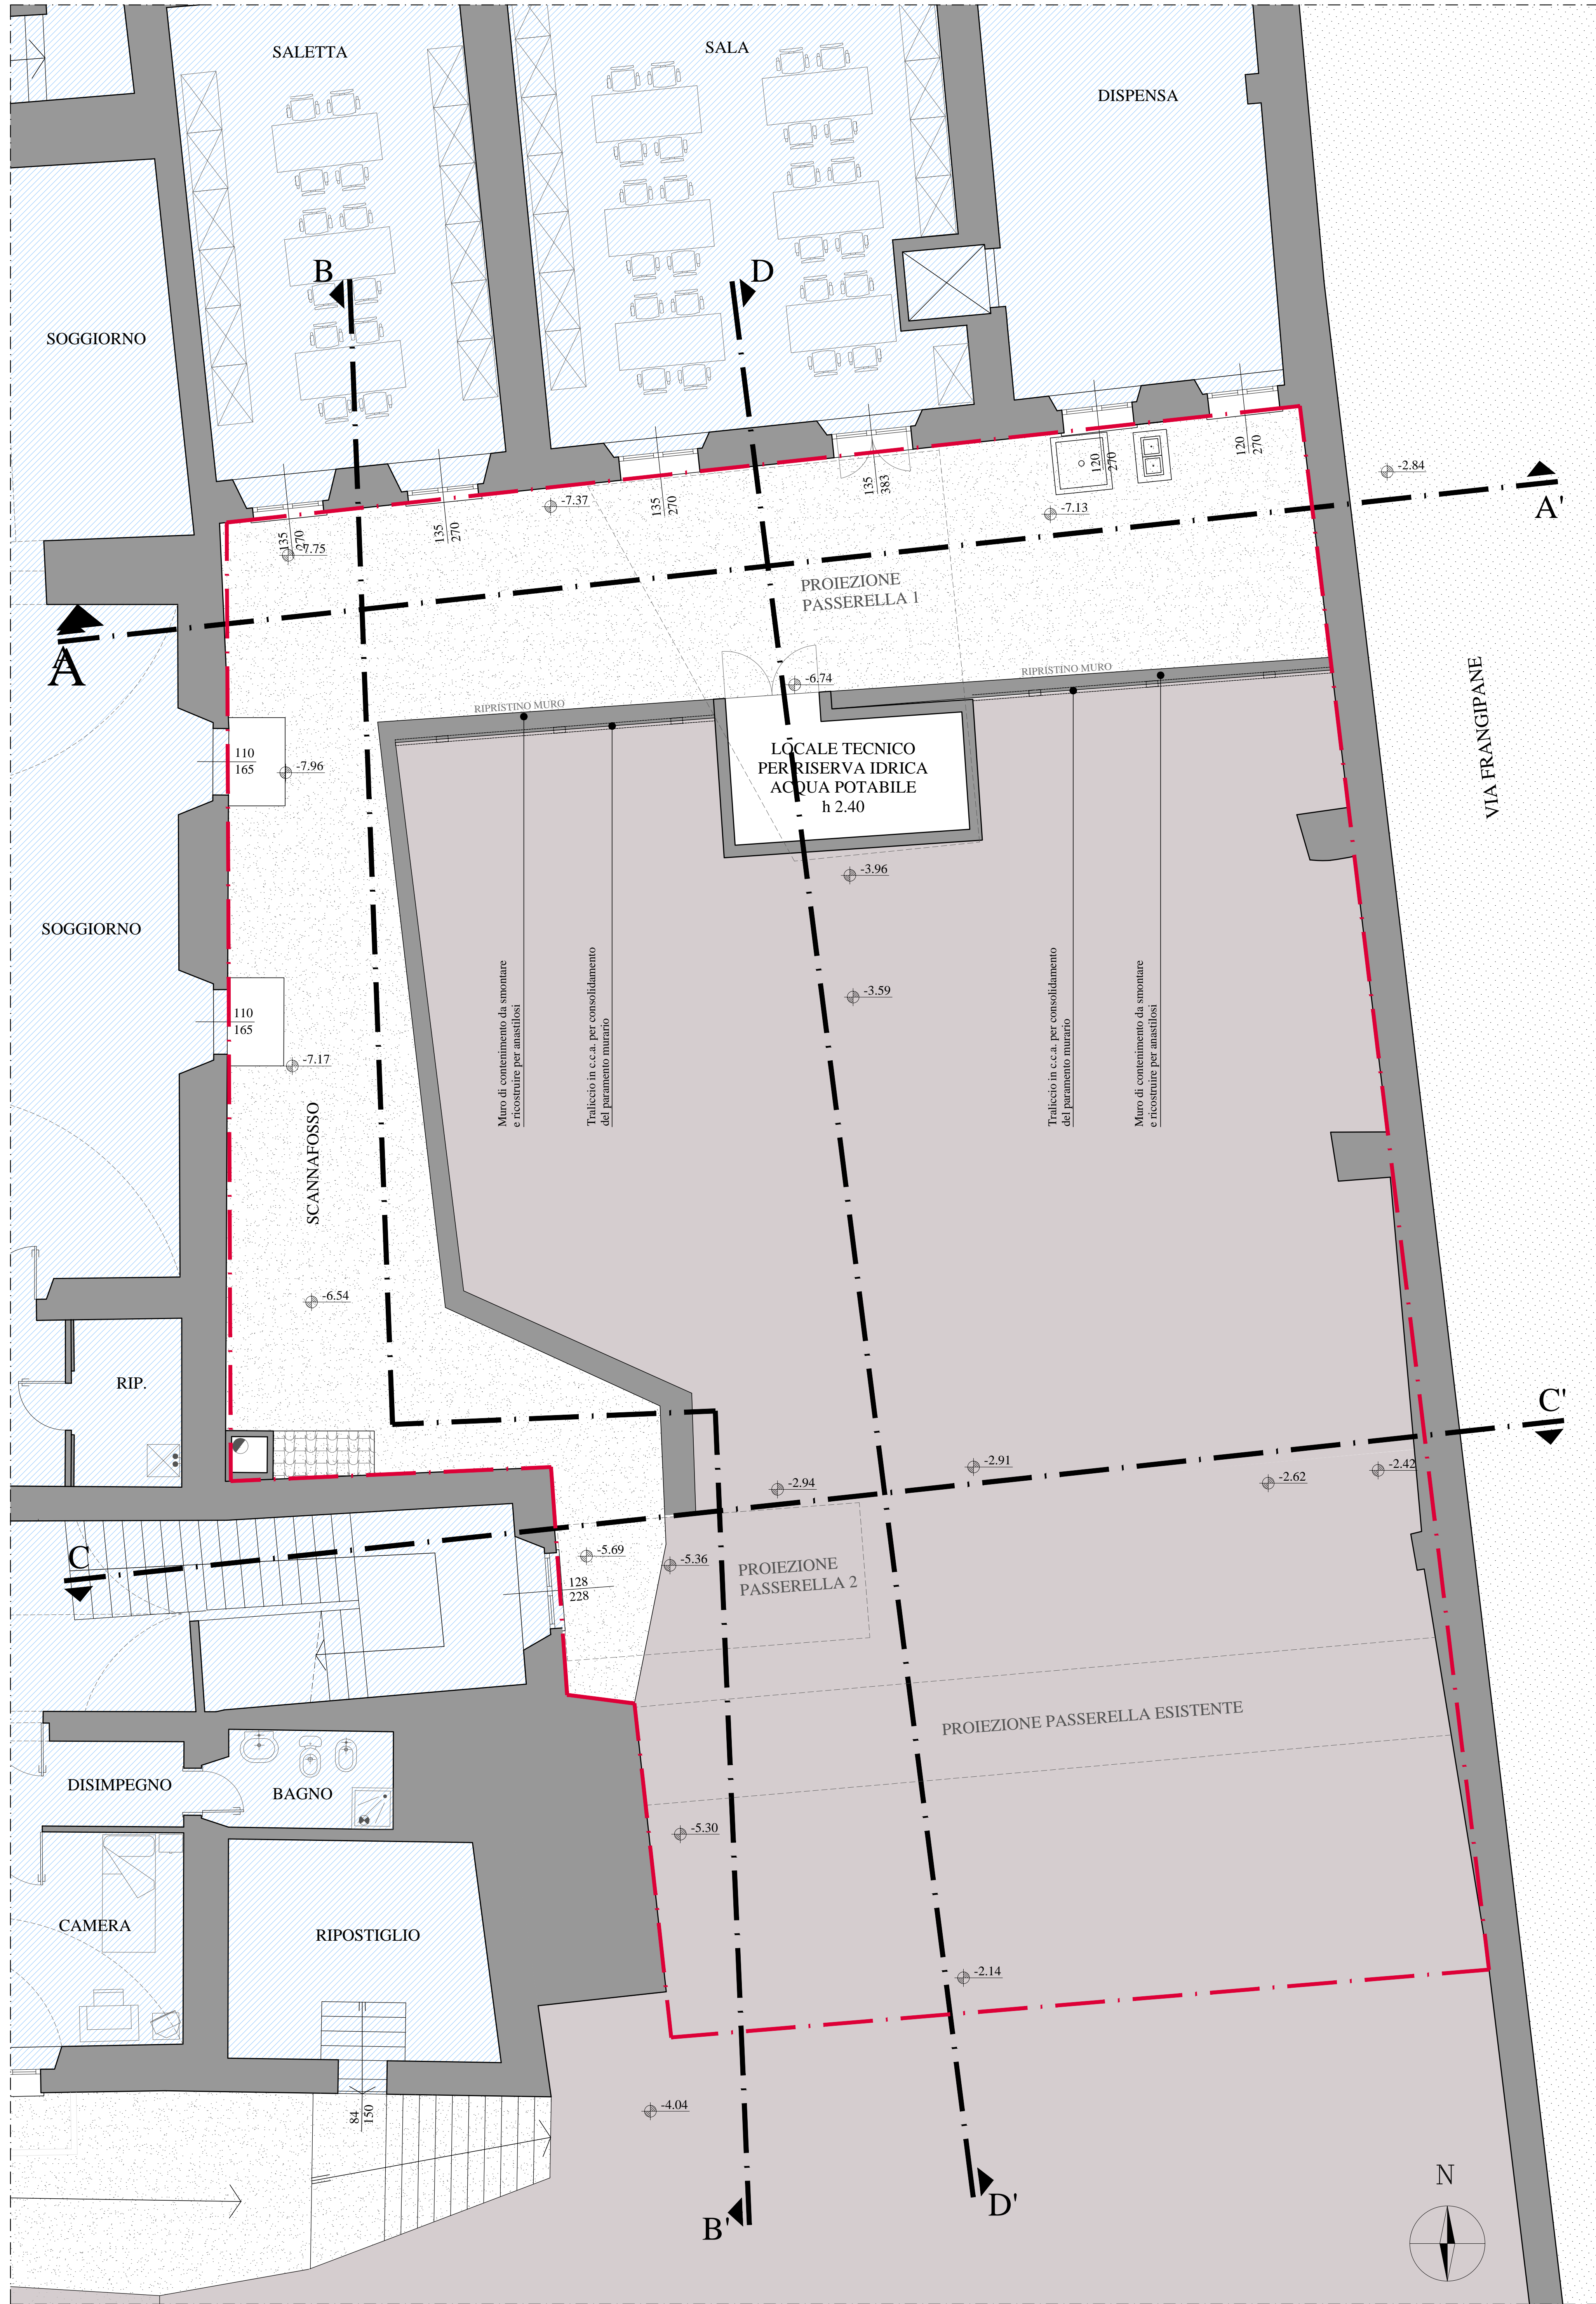 SALETTA
SALA
DISPENSA
B
D
SOGGIORNO
-2.84
A'
135
270
135
270
135
270
135
383
120
270
120
270
-7.37
-7.13
-7.75
PROIEZIONE
PASSERELLA 1
A
A
RIPRISTINO MURO
-6.74
RIPRISTINO MURO
VIA FRANGIPANE
110
165
-7.96
LOCALE TECNICO
PER RISERVA IDRICA
ACQUA POTABILE
h 2.40
-3.96
SOGGIORNO
-3.59
110
165
-7.17
Muro di contenimento da smontare
e ricostruire per anastilosi
Traliccio in c.c.a. per consolidamento
del paramento murario
Traliccio in c.c.a. per consolidamento
del paramento murario
Muro di contenimento da smontare
e ricostruire per anastilosi
SCANNAFOSSO
-6.54
RIP.
C'
-2.94
-2.91
-2.62
-2.42
C
-5.69
-5.36
128
228
PROIEZIONE
PASSERELLA 2
PROIEZIONE PASSERELLA ESISTENTE
DISIMPEGNO
BAGNO
-5.30
CAMERA
RIPOSTIGLIO
-2.14
84
150
-4.04
B'
D'
N